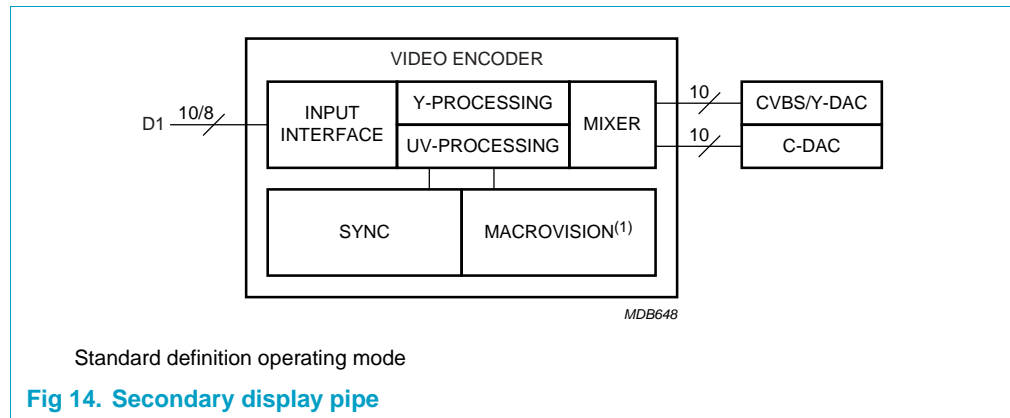 VIDEO ENCODER
D1
10/8
INPUT
INTERFACE
Y-PROCESSING
UV-PROCESSING
MIXER
10
10
CVBS/Y-DAC
C-DAC
SYNC
MACROVISION(1)
MDB648
Standard definition operating mode
Fig 14. Secondary display pipe